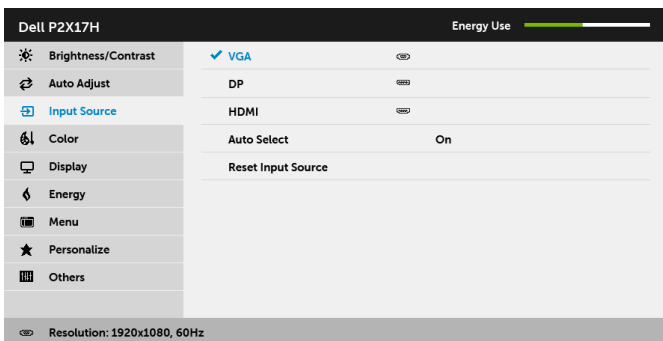 Dell P2X17H Energy Use
Brightness/Contrast VGA
Auto Adjust DP
Input Source HDMI
Color Auto Select On
Display Reset Input Source
Energy
Menu
Personalize
Others
Resolution: 1920x1080, 60Hz